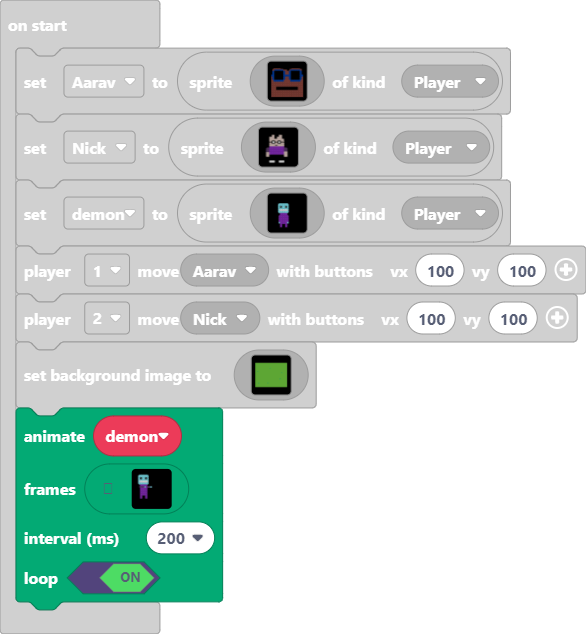 on start
set Aarav to sprite of kind Player
set Nick to sprite of kind Player
set demon to sprite of kind Player
player 1 move Aarav with buttons vx 100 vy 100
player 2 move Nick with buttons vx 100 vy 100
set background image to
animate demon
frames
interval (ms) 200
loop ON